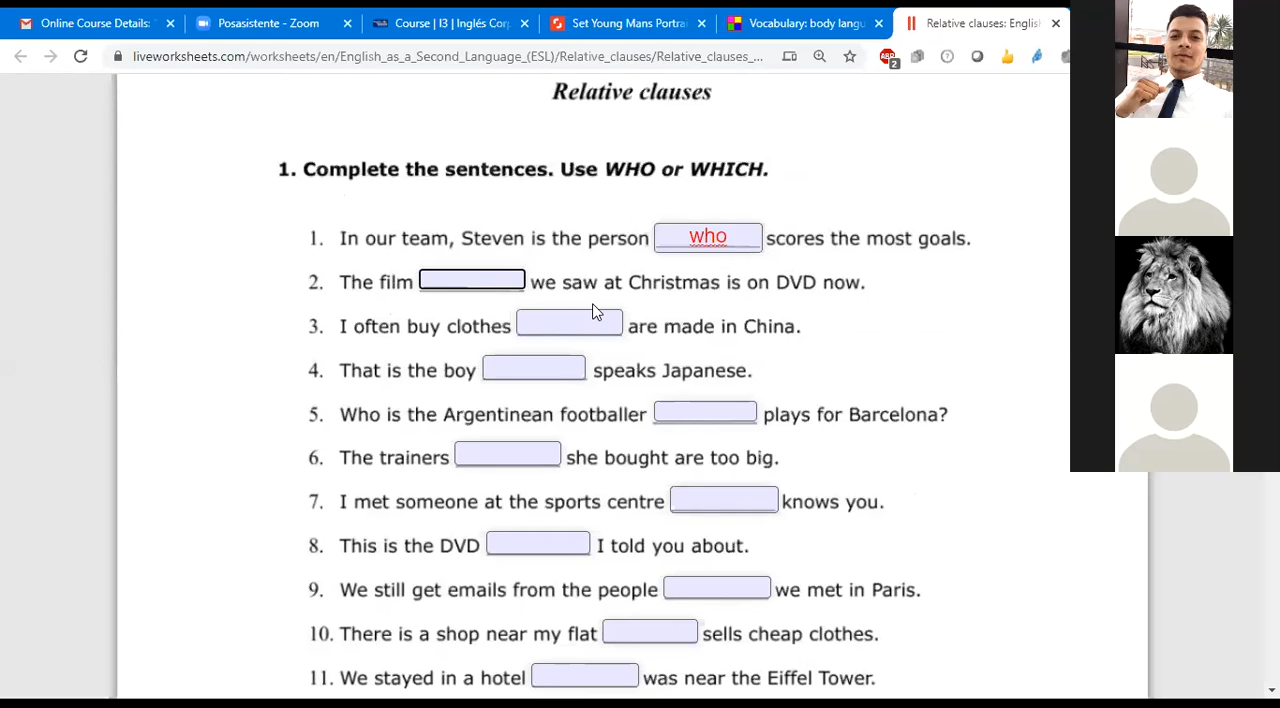 Online Course Details:
Posasistente - Zoom
Course | I3 | Inglés Cor
Set Young Mans Portrai
Vocabulary: body langu
Relative clauses: Englis
liveworksheets.com/worksheets/en/English_as_a_Second_Language_(ESL)/Relative_clauses/Relative_clauses_...
2
Relative clauses
1. Complete the sentences. Use WHO or WHICH.
1. In our team, Steven is the person who scores the most goals.
2. The film we saw at Christmas is on DVD now.
3. I often buy clothes are made in China.
4. That is the boy speaks Japanese.
5. Who is the Argentinean footballer plays for Barcelona?
6. The trainers she bought are too big.
7. I met someone at the sports centre knows you.
8. This is the DVD I told you about.
9. We still get emails from the people we met in Paris.
10. There is a shop near my flat sells cheap clothes.
11. We stayed in a hotel was near the Eiffel Tower.